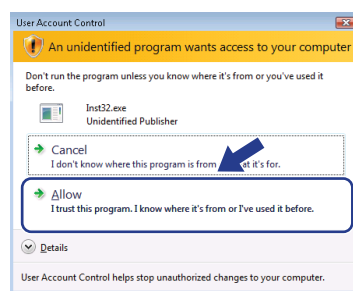 User Account Control
An unidentified program wants access to your computer
Don't run the program unless you know where it's from or you've used it
before.
Inst32.exe
Unidentified Publisher
Cancel
I don't know where this program is from at it's for.
Allow
I trust this program. I know where it's from or I've used it before.
Details
User Account Control helps stop unauthorized changes to your computer.